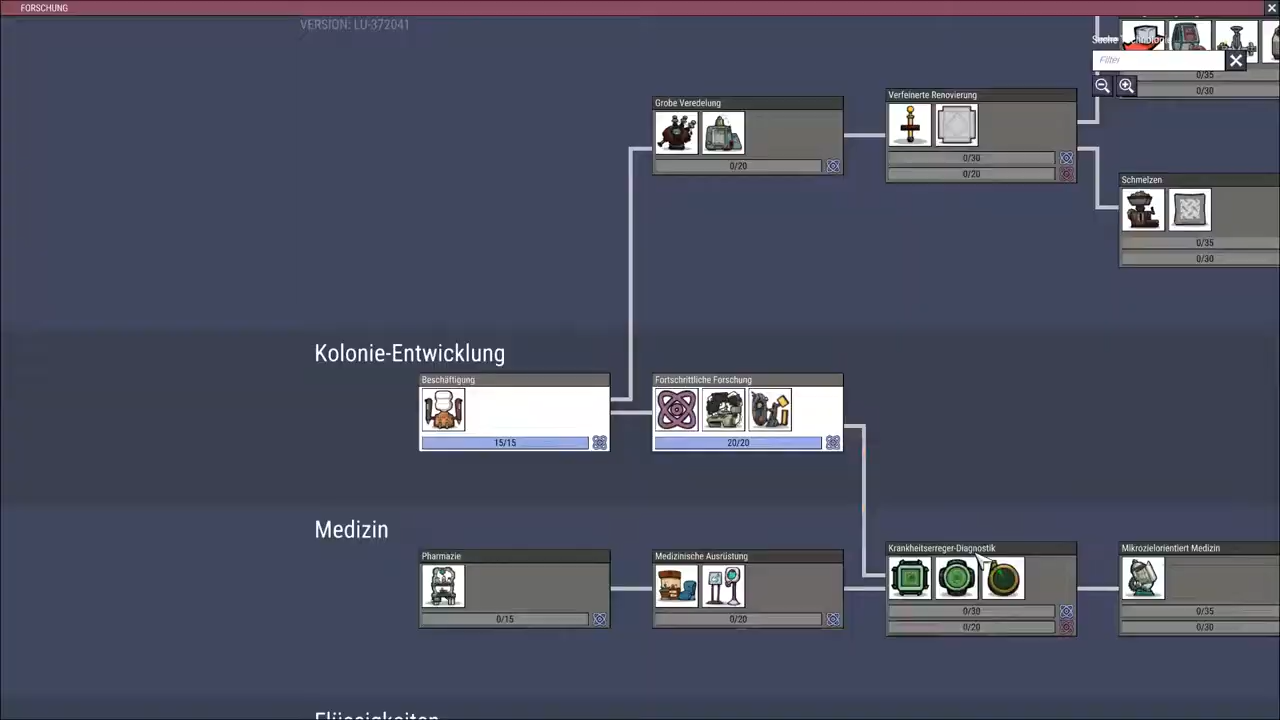 FORSCHUNG
VERSION: LU-372041
Suche
Filter
0/35
0/30
Grobe Veredelung
0/20
Verfeinerte Renovierung
0/30
0/20
Schmelzen
0/35
0/30
Kolonie-Entwicklung
Beschäftigung
15/15
Fortschrittliche Forschung
20/20
Medizin
Pharmazie
0/15
Medizinische Ausrüstung
0/20
Krankheitserreger-Diagnostik
0/30
0/20
Mikrozielorientiert Medizin
0/35
0/30
Flüssigkeiten